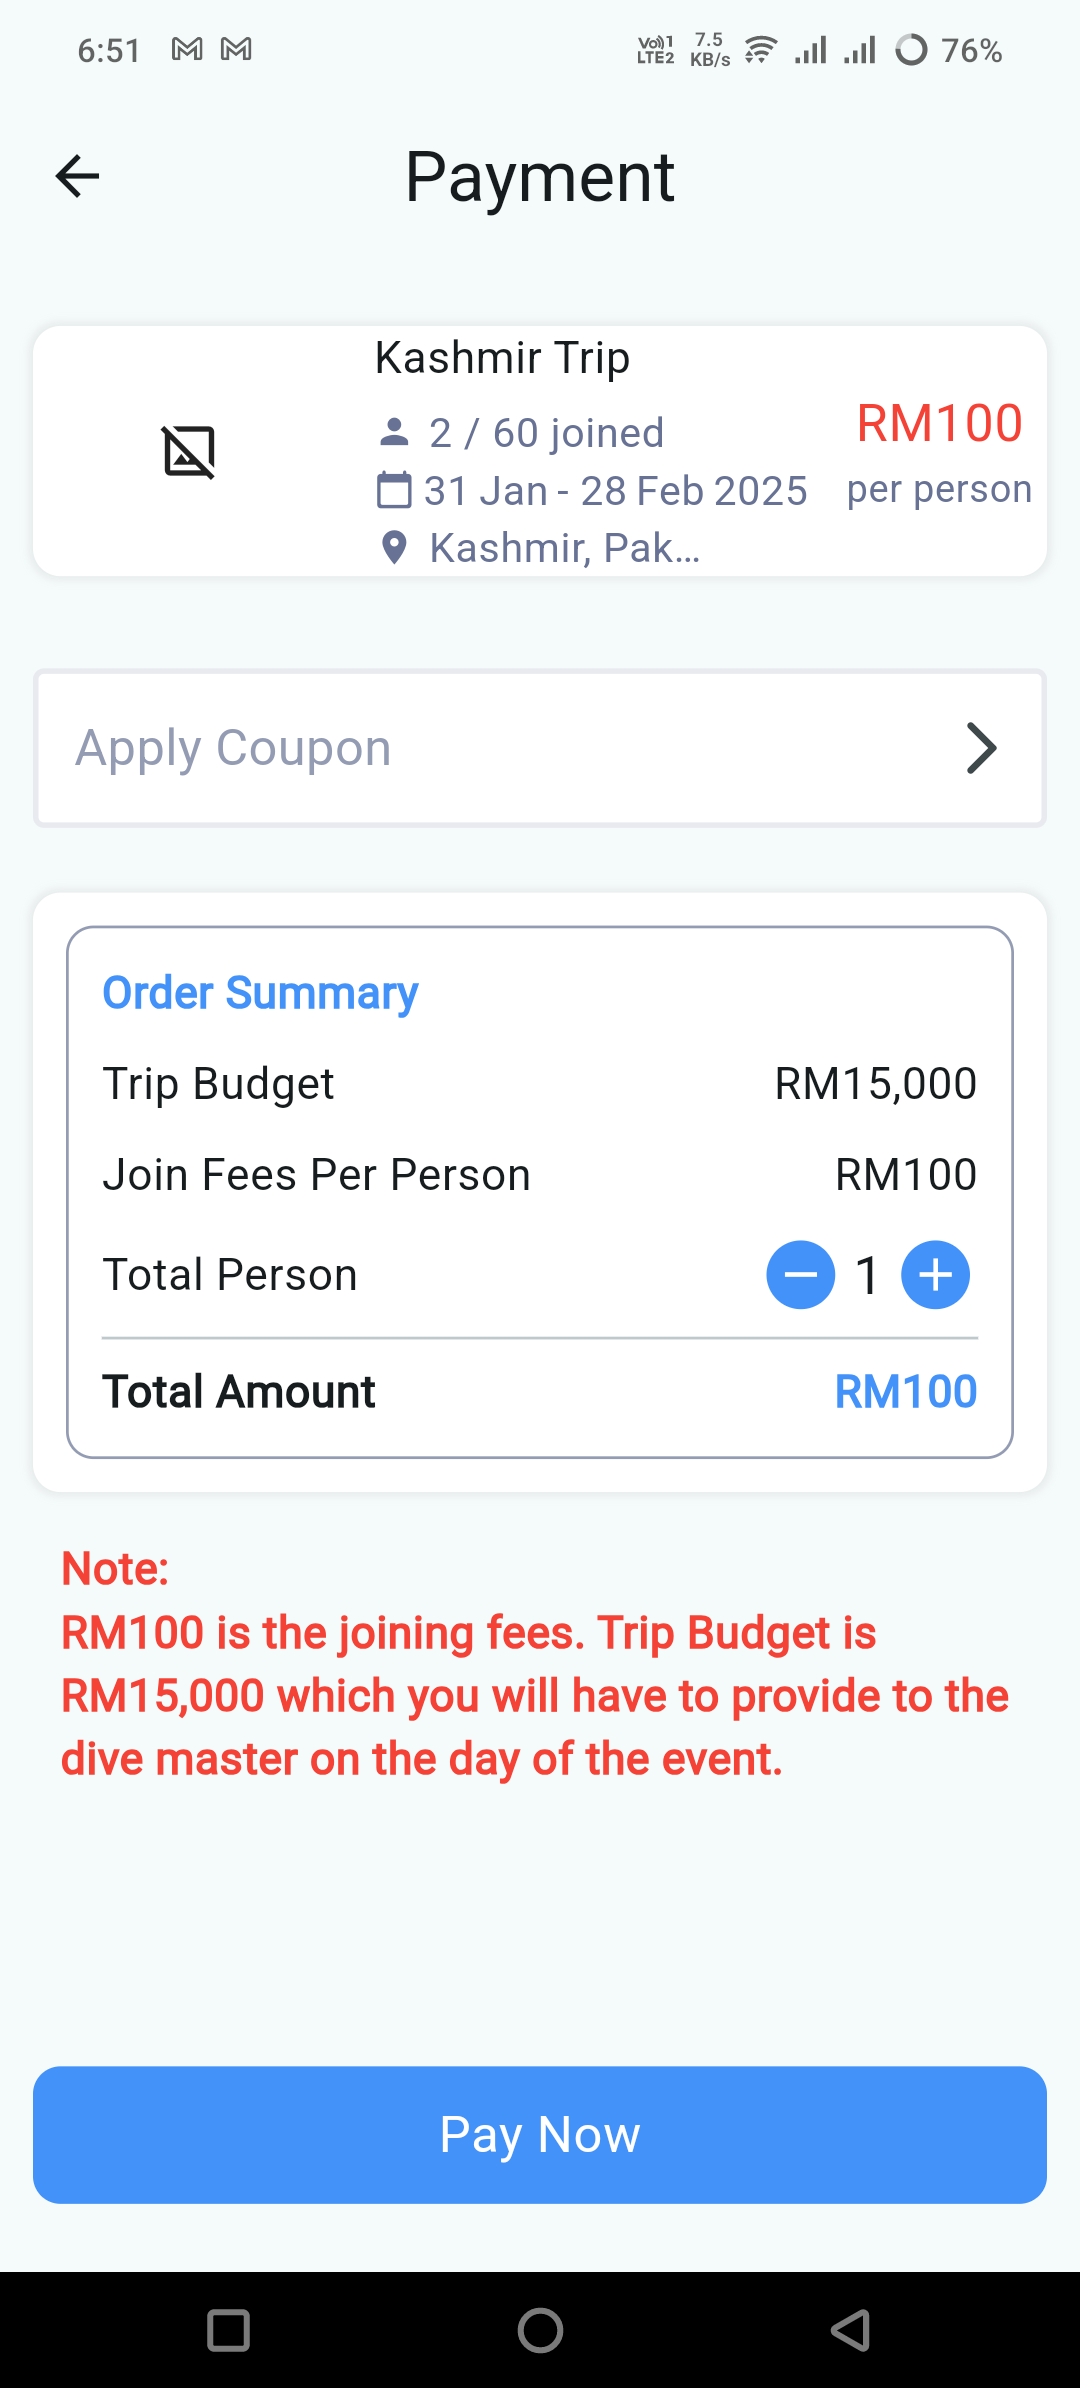 6:51
Vo)) 1
LTE2
7.5
KB/s
76%
Payment
Kashmir Trip
2 / 60 joined
RM100
31 Jan - 28 Feb 2025
per person
Kashmir, Pak...
Apply Coupon
Order Summary
Trip Budget RM15,000
Join Fees Per Person RM100
Total Person 1
Total Amount RM100
Note:
RM100 is the joining fees. Trip Budget is
RM15,000 which you will have to provide to the
dive master on the day of the event.
Pay Now